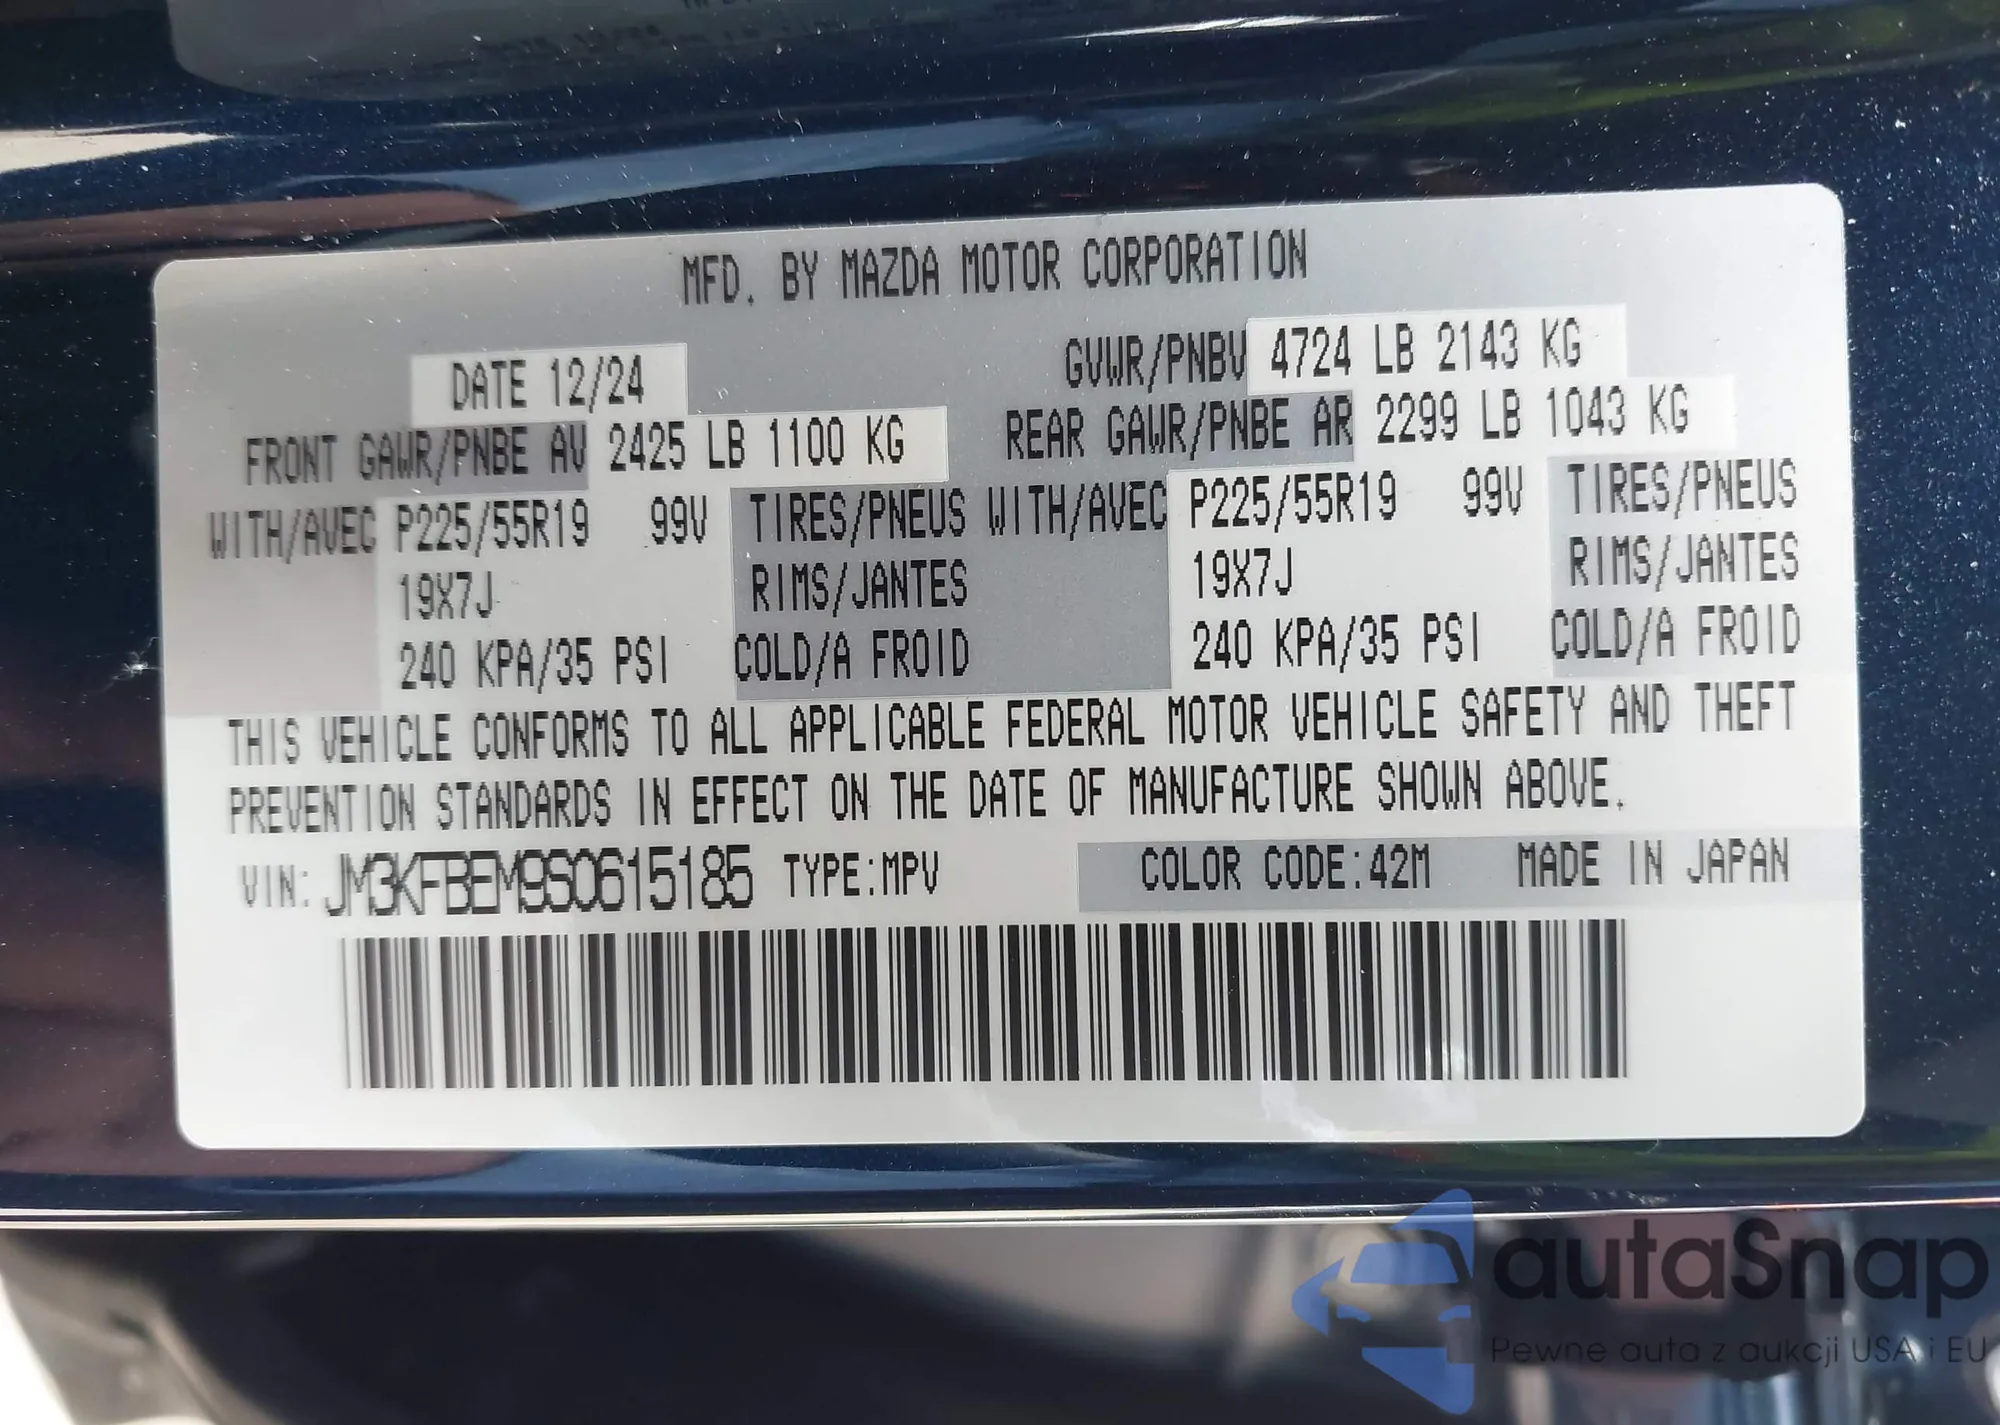 MFD. BY MAZDA MOTOR CORPORATION
DATE 12/24 GVWR/PNBV 4724 LB 2143 KG
FRONT GAWR/PNBE AV 2425 LB 1100 KG REAR GAWR/PNBE AR 2299 LB 1043 KG
WITH/AVEC P225/55R19 99V TIRES/PNEUS WITH/AVEC P225/55R19 99V TIRES/PNEUS
19X7J RIMS/JANTES 19X7J RIMS/JANTES
240 KPA/35 PSI COLD/A FROID 240 KPA/35 PSI COLD/A FROID
THIS VEHICLE CONFORMS TO ALL APPLICABLE FEDERAL MOTOR VEHICLE SAFETY AND THEFT
PREVENTION STANDARDS IN EFFECT ON THE DATE OF MANUFACTURE SHOWN ABOVE.
VIN: JM3KFBEM9S0615185 TYPE:MPV COLOR CODE:42M MADE IN JAPAN
autaSnap
Pewne auta z aukcji USA i EU